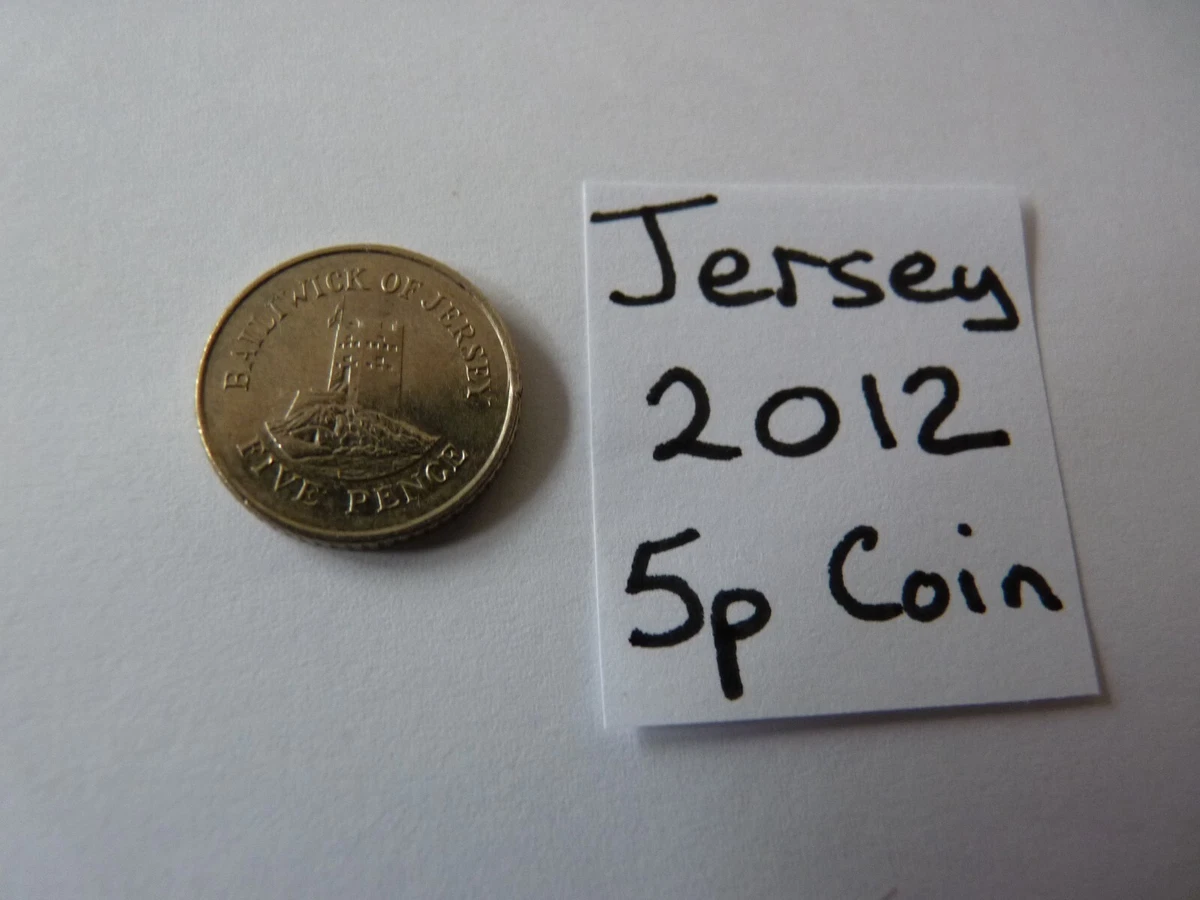 BAILIWICK OF JERSEY
FIVE PENCE
Jersey
2012
5p Coin